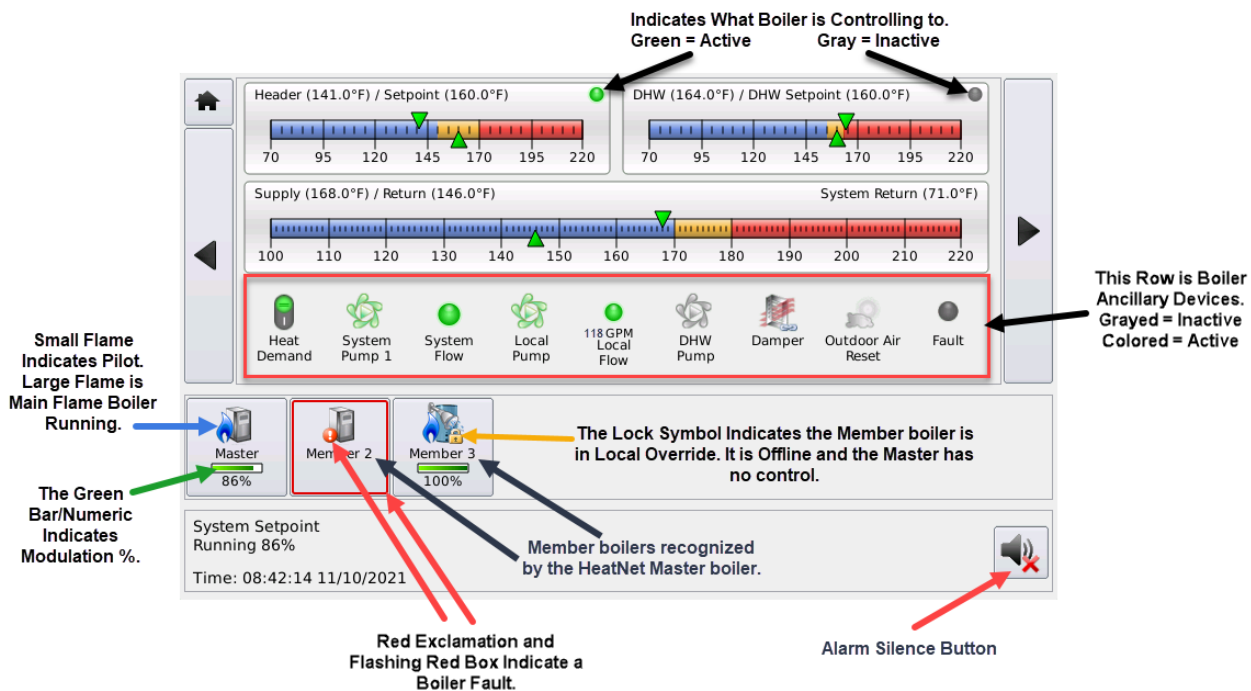 Indicates What Boiler is Controlling to.
Green = Active Gray = Inactive
Header (141.0°F) / Setpoint (160.0°F)
70 95 120 145 170 195 220
DHW (164.0°F) / DHW Setpoint (160.0°F)
70 95 120 145 170 195 220
Supply (168.0°F) / Return (146.0°F) System Return (71.0°F)
100 110 120 130 140 150 160 170 180 190 200 210 220
Heat
Demand
System
Pump 1
System
Flow
Local
Pump
118 GPM
Local
Flow
DHW
Pump
Damper
Outdoor Air
Reset
Fault
This Row is Boiler
Ancillary Devices.
Grayed = Inactive
Colored = Active
Small Flame
Indicates Pilot.
Large Flame is
Main Flame Boiler
Running.
Master
86%
Member 2
Member 3
100%
The Lock Symbol Indicates the Member boiler is
in Local Override. It is Offline and the Master has
no control.
The Green
Bar/Numeric
Indicates
Modulation %.
System Setpoint
Running 86%
Time: 08:42:14 11/10/2021
Member boilers recognized
by the HeatNet Master boiler.
Red Exclamation and
Flashing Red Box Indicate a
Boiler Fault.
Alarm Silence Button